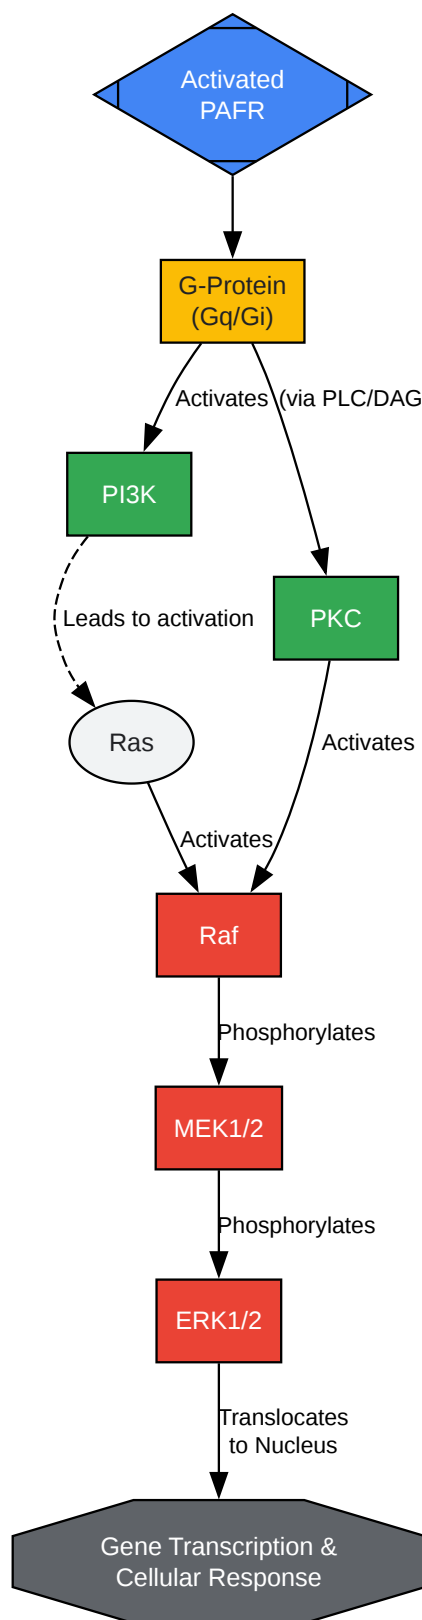 Activated
PAFR
G-Protein
(Gq/Gi)
Activates
(via PLC/DAG
PI3K
PKC
Leads to activation
Ras
Activates
Activates
Raf
Phosphorylates
MEK1/2
Phosphorylates
ERK1/2
Translocates
to Nucleus
Gene Transcription &
Cellular Response